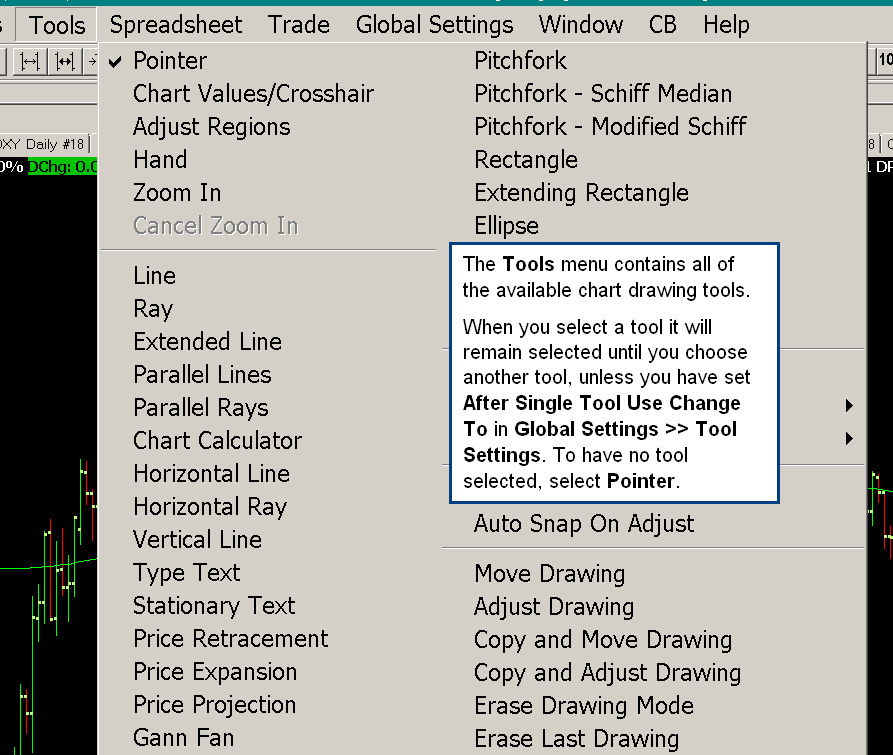 Tools Spreadsheet Trade Global Settings Window CB Help
10
XY Daily #18
0% DChg: 0.0
Pointer
Chart Values/Crosshair
Adjust Regions
Hand
Zoom In
Cancel Zoom In
Line
Ray
Extended Line
Parallel Lines
Parallel Rays
Chart Calculator
Horizontal Line
Horizontal Ray
Vertical Line
Type Text
Stationary Text
Price Retracement
Price Expansion
Price Projection
Gann Fan
Pitchfork
Pitchfork - Schiff Median
Pitchfork - Modified Schiff
Rectangle
Extending Rectangle
Ellipse
The Tools menu contains all of
the available chart drawing tools.
When you select a tool it will
remain selected until you choose
another tool, unless you have set
After Single Tool Use Change
To in Global Settings >> Tool
Settings. To have no tool
selected, select Pointer.
Auto Snap On Adjust
Move Drawing
Adjust Drawing
Copy and Move Drawing
Copy and Adjust Drawing
Erase Drawing Mode
Erase Last Drawing